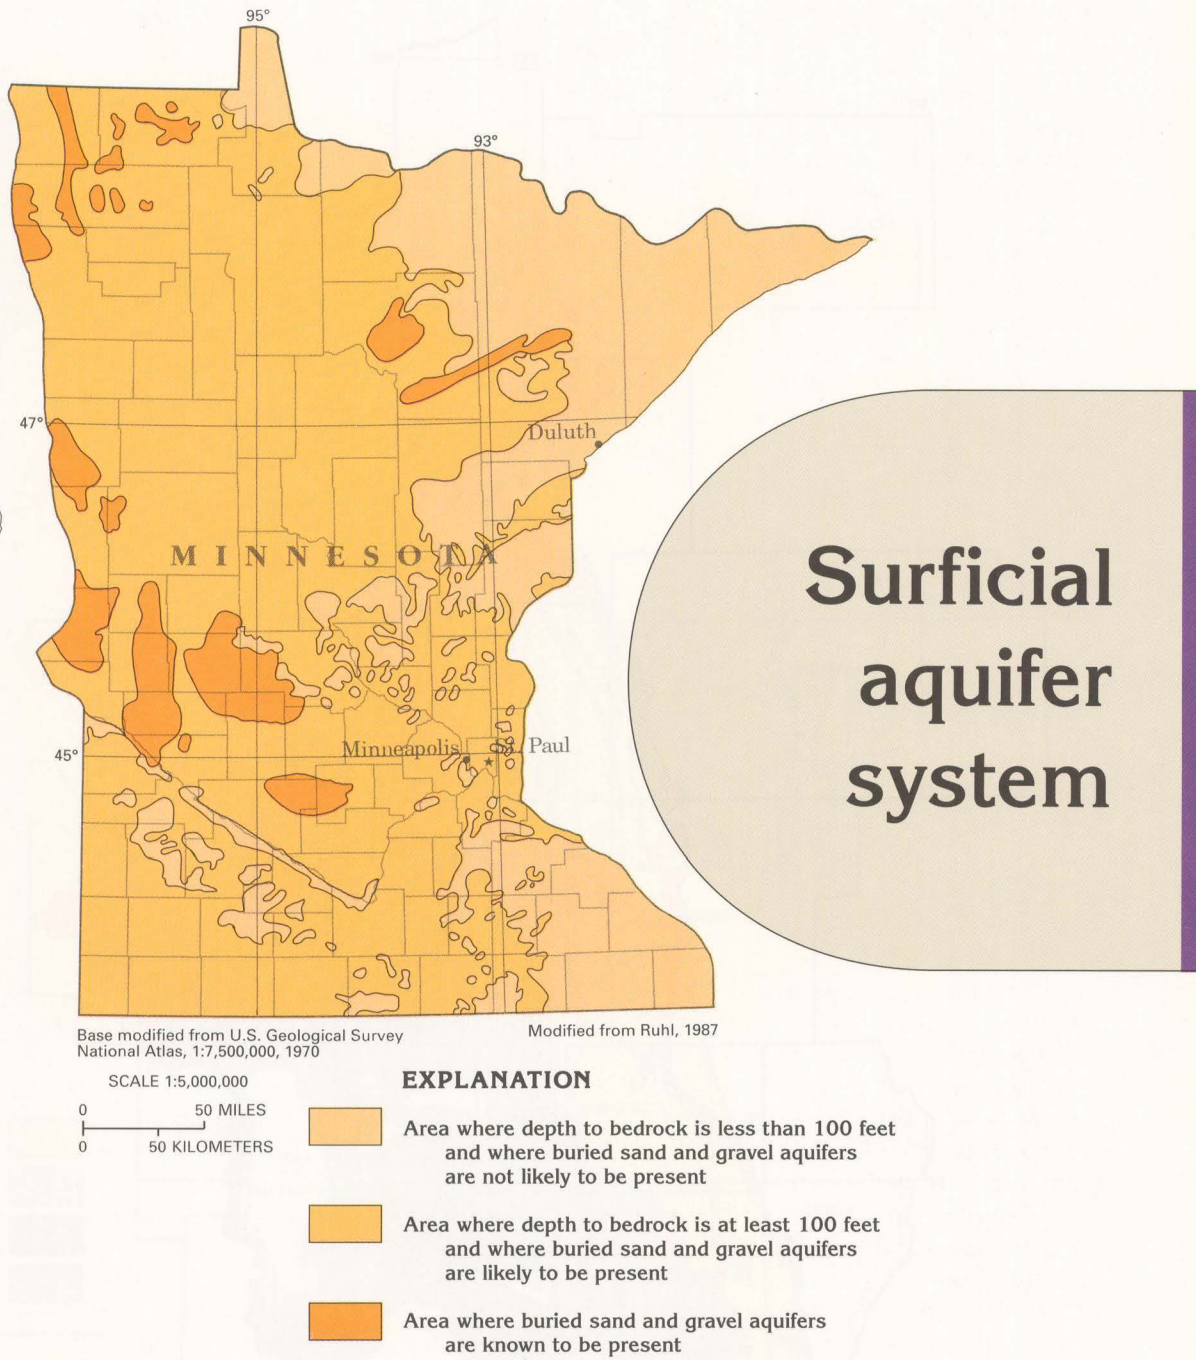 95°
93°
47°
Duluth
MINNESOTA
45°
Minneapolis
St. Paul
Surficial
aquifer
system
Base modified from U.S. Geological Survey
National Atlas, 1:7,500,000, 1970
Modified from Ruhl, 1987
SCALE 1:5,000,000
0 50 MILES
0 50 KILOMETERS
EXPLANATION
Area where depth to bedrock is less than 100 feet
and where buried sand and gravel aquifers
are not likely to be present
Area where depth to bedrock is at least 100 feet
and where buried sand and gravel aquifers
are likely to be present
Area where buried sand and gravel aquifers
are known to be present